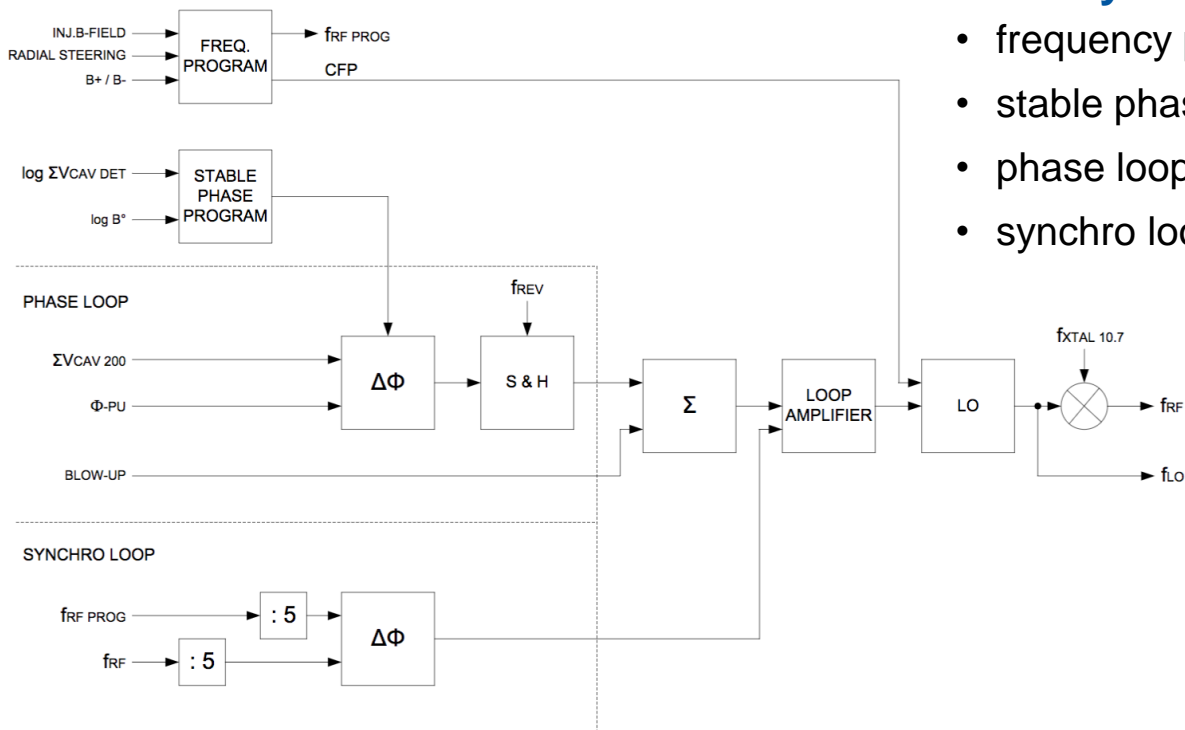 INJ.B-FIELD
RADIAL STEERING
B+ / B-
FREQ.
PROGRAM
fRF PROG
CFP
• frequency
• stable
• phase loop
• synchro
log ΣVCAV DET
log B°
STABLE
PHASE
PROGRAM
PHASE LOOP
fREV
ΣVCAV 200
Φ-PU
ΔΦ
S & H
BLOW-UP
Σ
LOOP
AMPLIFIER
LO
fXTAL 10.7
fRF
fLO
SYNCHRO LOOP
fRF PROG
: 5
fRF
: 5
ΔΦ